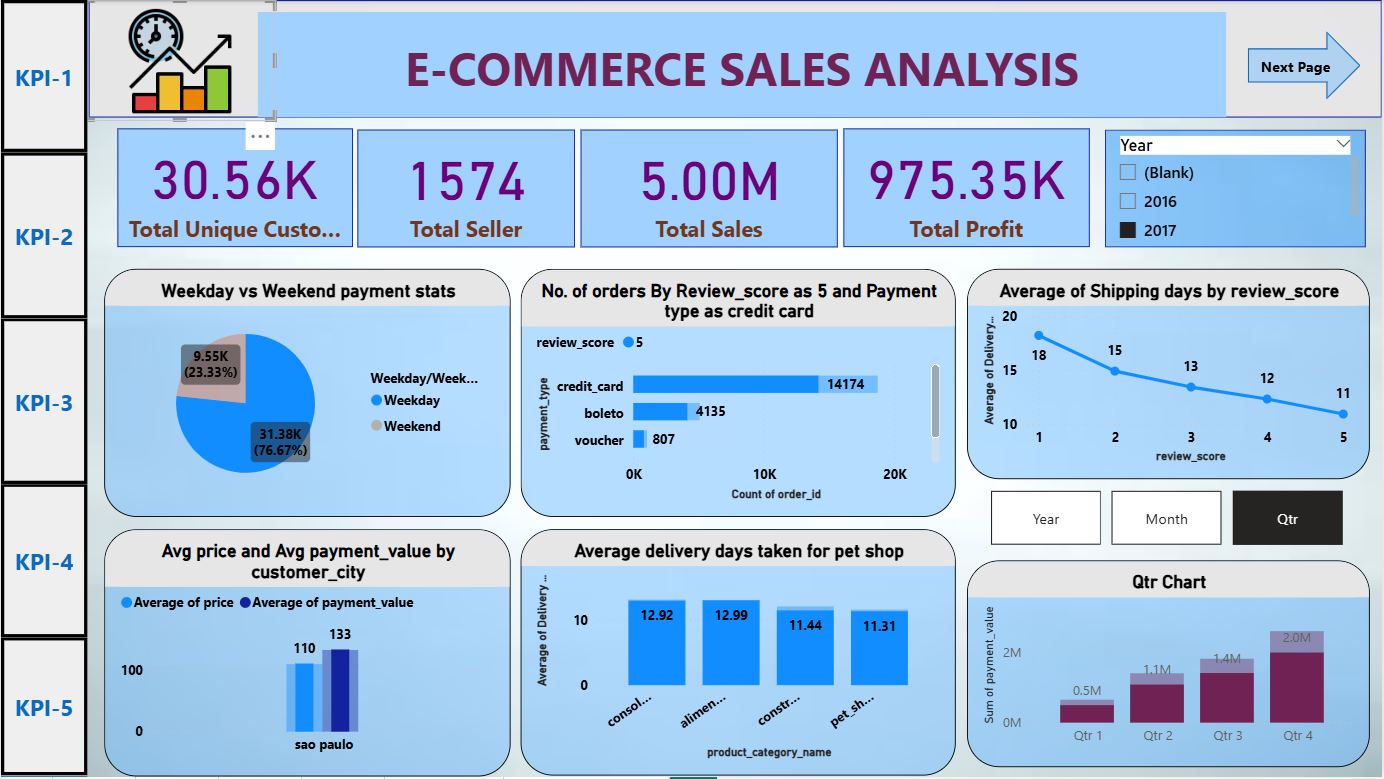 KPI-1
KPI-2
KPI-3
KPI-4
KPI-5
E-COMMERCE SALES ANALYSIS
Next Page
...
30.56K
Total Unique Custo...
1574
Total Seller
5.00M
Total Sales
975.35K
Total Profit
Year
(Blank)
2016
2017
Weekday vs Weekend payment stats
9.55K
(23.33%)
31.38K
(76.67%)
Weekday/Week...
Weekday
Weekend
No. of orders By Review_score as 5 and Payment
type as credit card
review_score 5
payment_type
credit_card 14174
boleto 4135
voucher 807
0K 10K 20K
Count of order_id
Average of Shipping days by review_score
Average of Delivery...
20
15
10
18 15 13 12 11
1 2 3 4 5
review_score
Year
Month
Qtr
Avg price and Avg payment_value by
customer_city
Average of price Average of payment_value
100
0
110 133
sao paulo
Average delivery days taken for pet shop
Average of Delivery ...
10
0
12.92 12.99 11.44 11.31
consol... alimen... constr... pet_sh...
product_category_name
Qtr Chart
Sum of payment_value
2M
0M
0.5M 1.1M 1.4M 2.0M
Qtr 1 Qtr 2 Qtr 3 Qtr 4